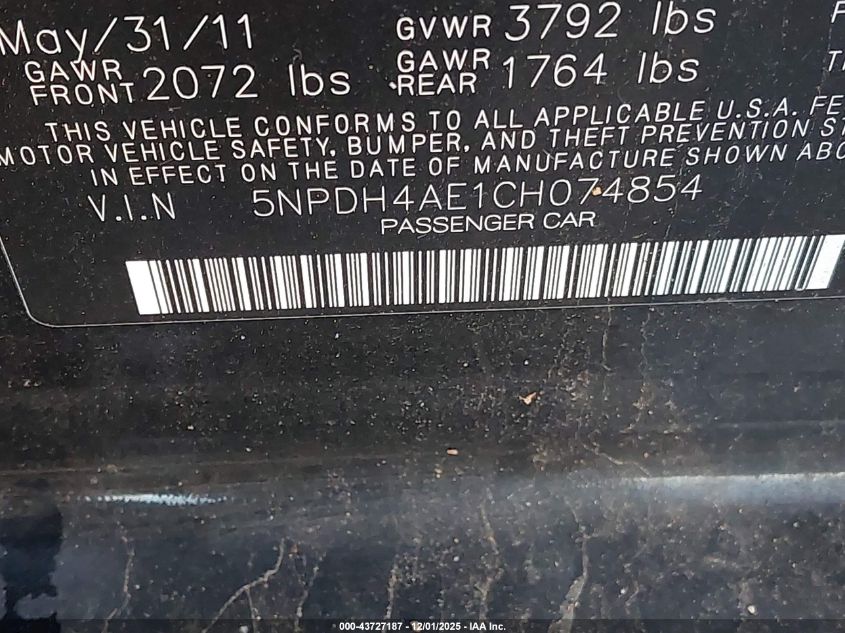 May/31/11 GVWR 3792 lbs F
GAWR FRONT 2072 lbs GAWR REAR 1764 lbs
THIS VEHICLE CONFORMS TO ALL APPLICABLE U.S.A. FE
MOTOR VEHICLE SAFETY, BUMPER, AND THEFT PREVENTION S
IN EFFECT ON THE DATE OF MANUFACTURE SHOWN ABO
V.I.N 5NPDH4AE1CH074854
PASSENGER CAR
000-43727187 - 12/01/2025 - IAA Inc.